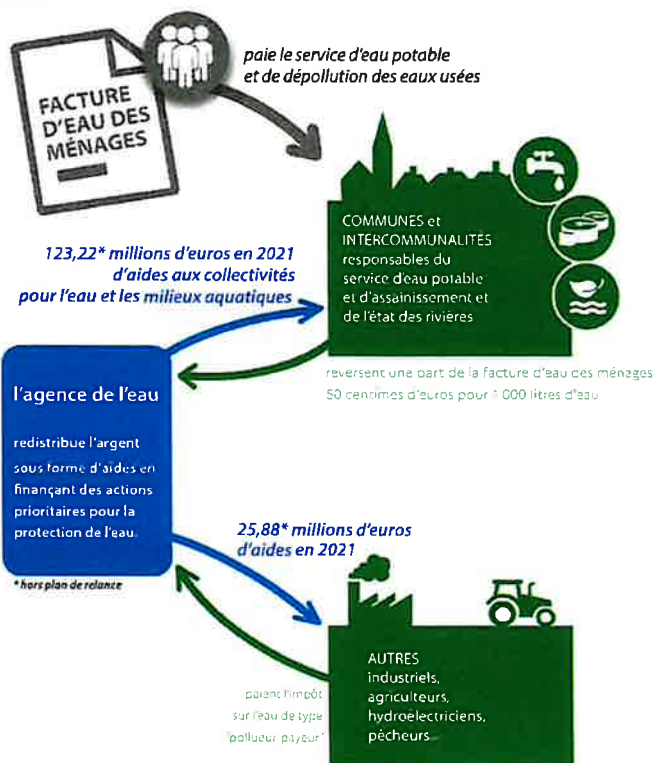 FACTURE
D'EAU DES
MÉNAGES
paie le service d'eau potable
et de dépollution des eaux usées
COMMUNES et
INTERCOMMUNALITÉS
responsables du
service d'eau potable
et d'assainissement et
de l'état des rivières
123,22* millions d'euros en 2021
d'aides aux collectivités
pour l'eau et les milieux aquatiques
reversent une part de la facture d'eau des ménages
50 centimes d'euros pour 1 000 litres d'eau
l'agence de l'eau
redistribue l'argent
sous forme d'aides en
finançant des actions
prioritaires pour la
protection de l'eau.
* hors plan de relance
25,88* millions d'euros
d'aides en 2021
AUTRES
industriels,
agriculteurs,
hydroélectriciens,
pêcheurs
paient l'impôt
sur l'eau de type
"pollueur payeur"